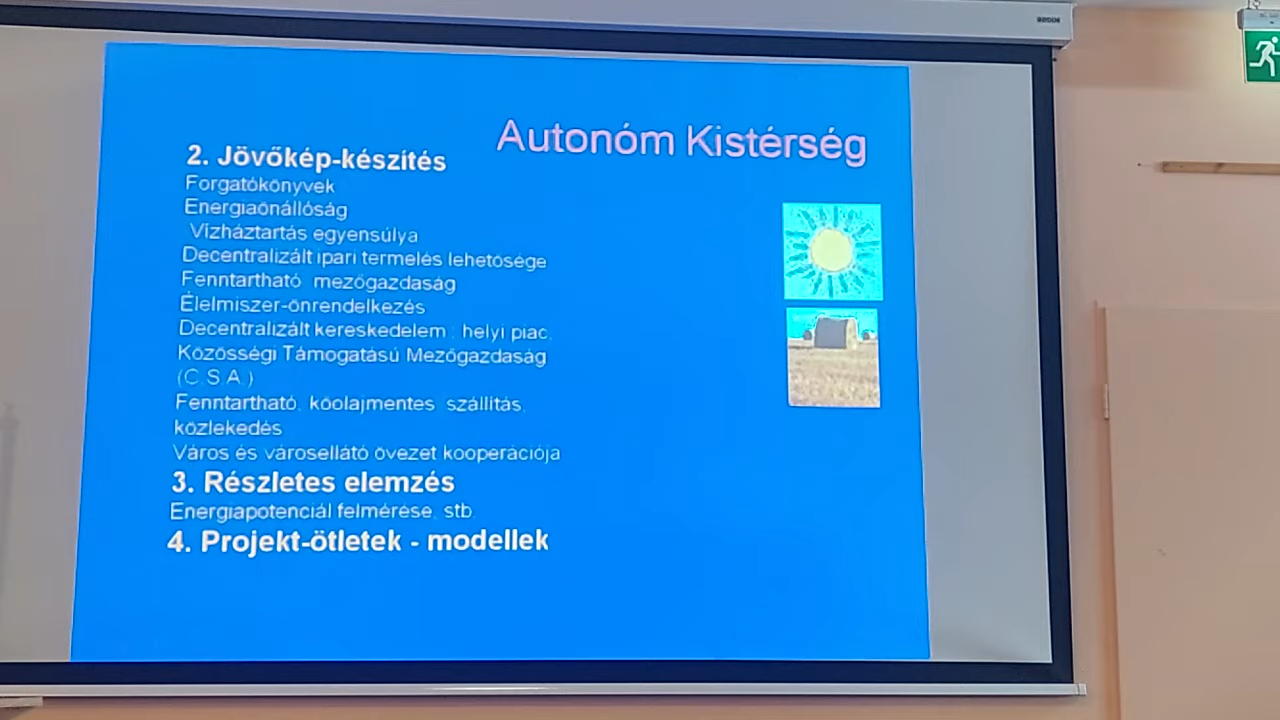 Autonóm Kistérség
2. Jövőkép-készítés
Forgatókönyvek
Energiaönállóság
Vízháztartás egyensúlya
Decentralizált ipari termelés lehetősége
Fenntartható mezőgazdaság
Élelmiszer-önrendelkezés
Decentralizált kereskedelem : helyi piac,
Közösségi Támogatású Mezőgazdaság
(C.S.A.)
Fenntartható, kőolajmentes szállítás,
közlekedés
Város és városellátó övezet kooperációja
3. Részletes elemzés
Energiapotenciál felmérése, stb.
4. Projekt-ötletek - modellek